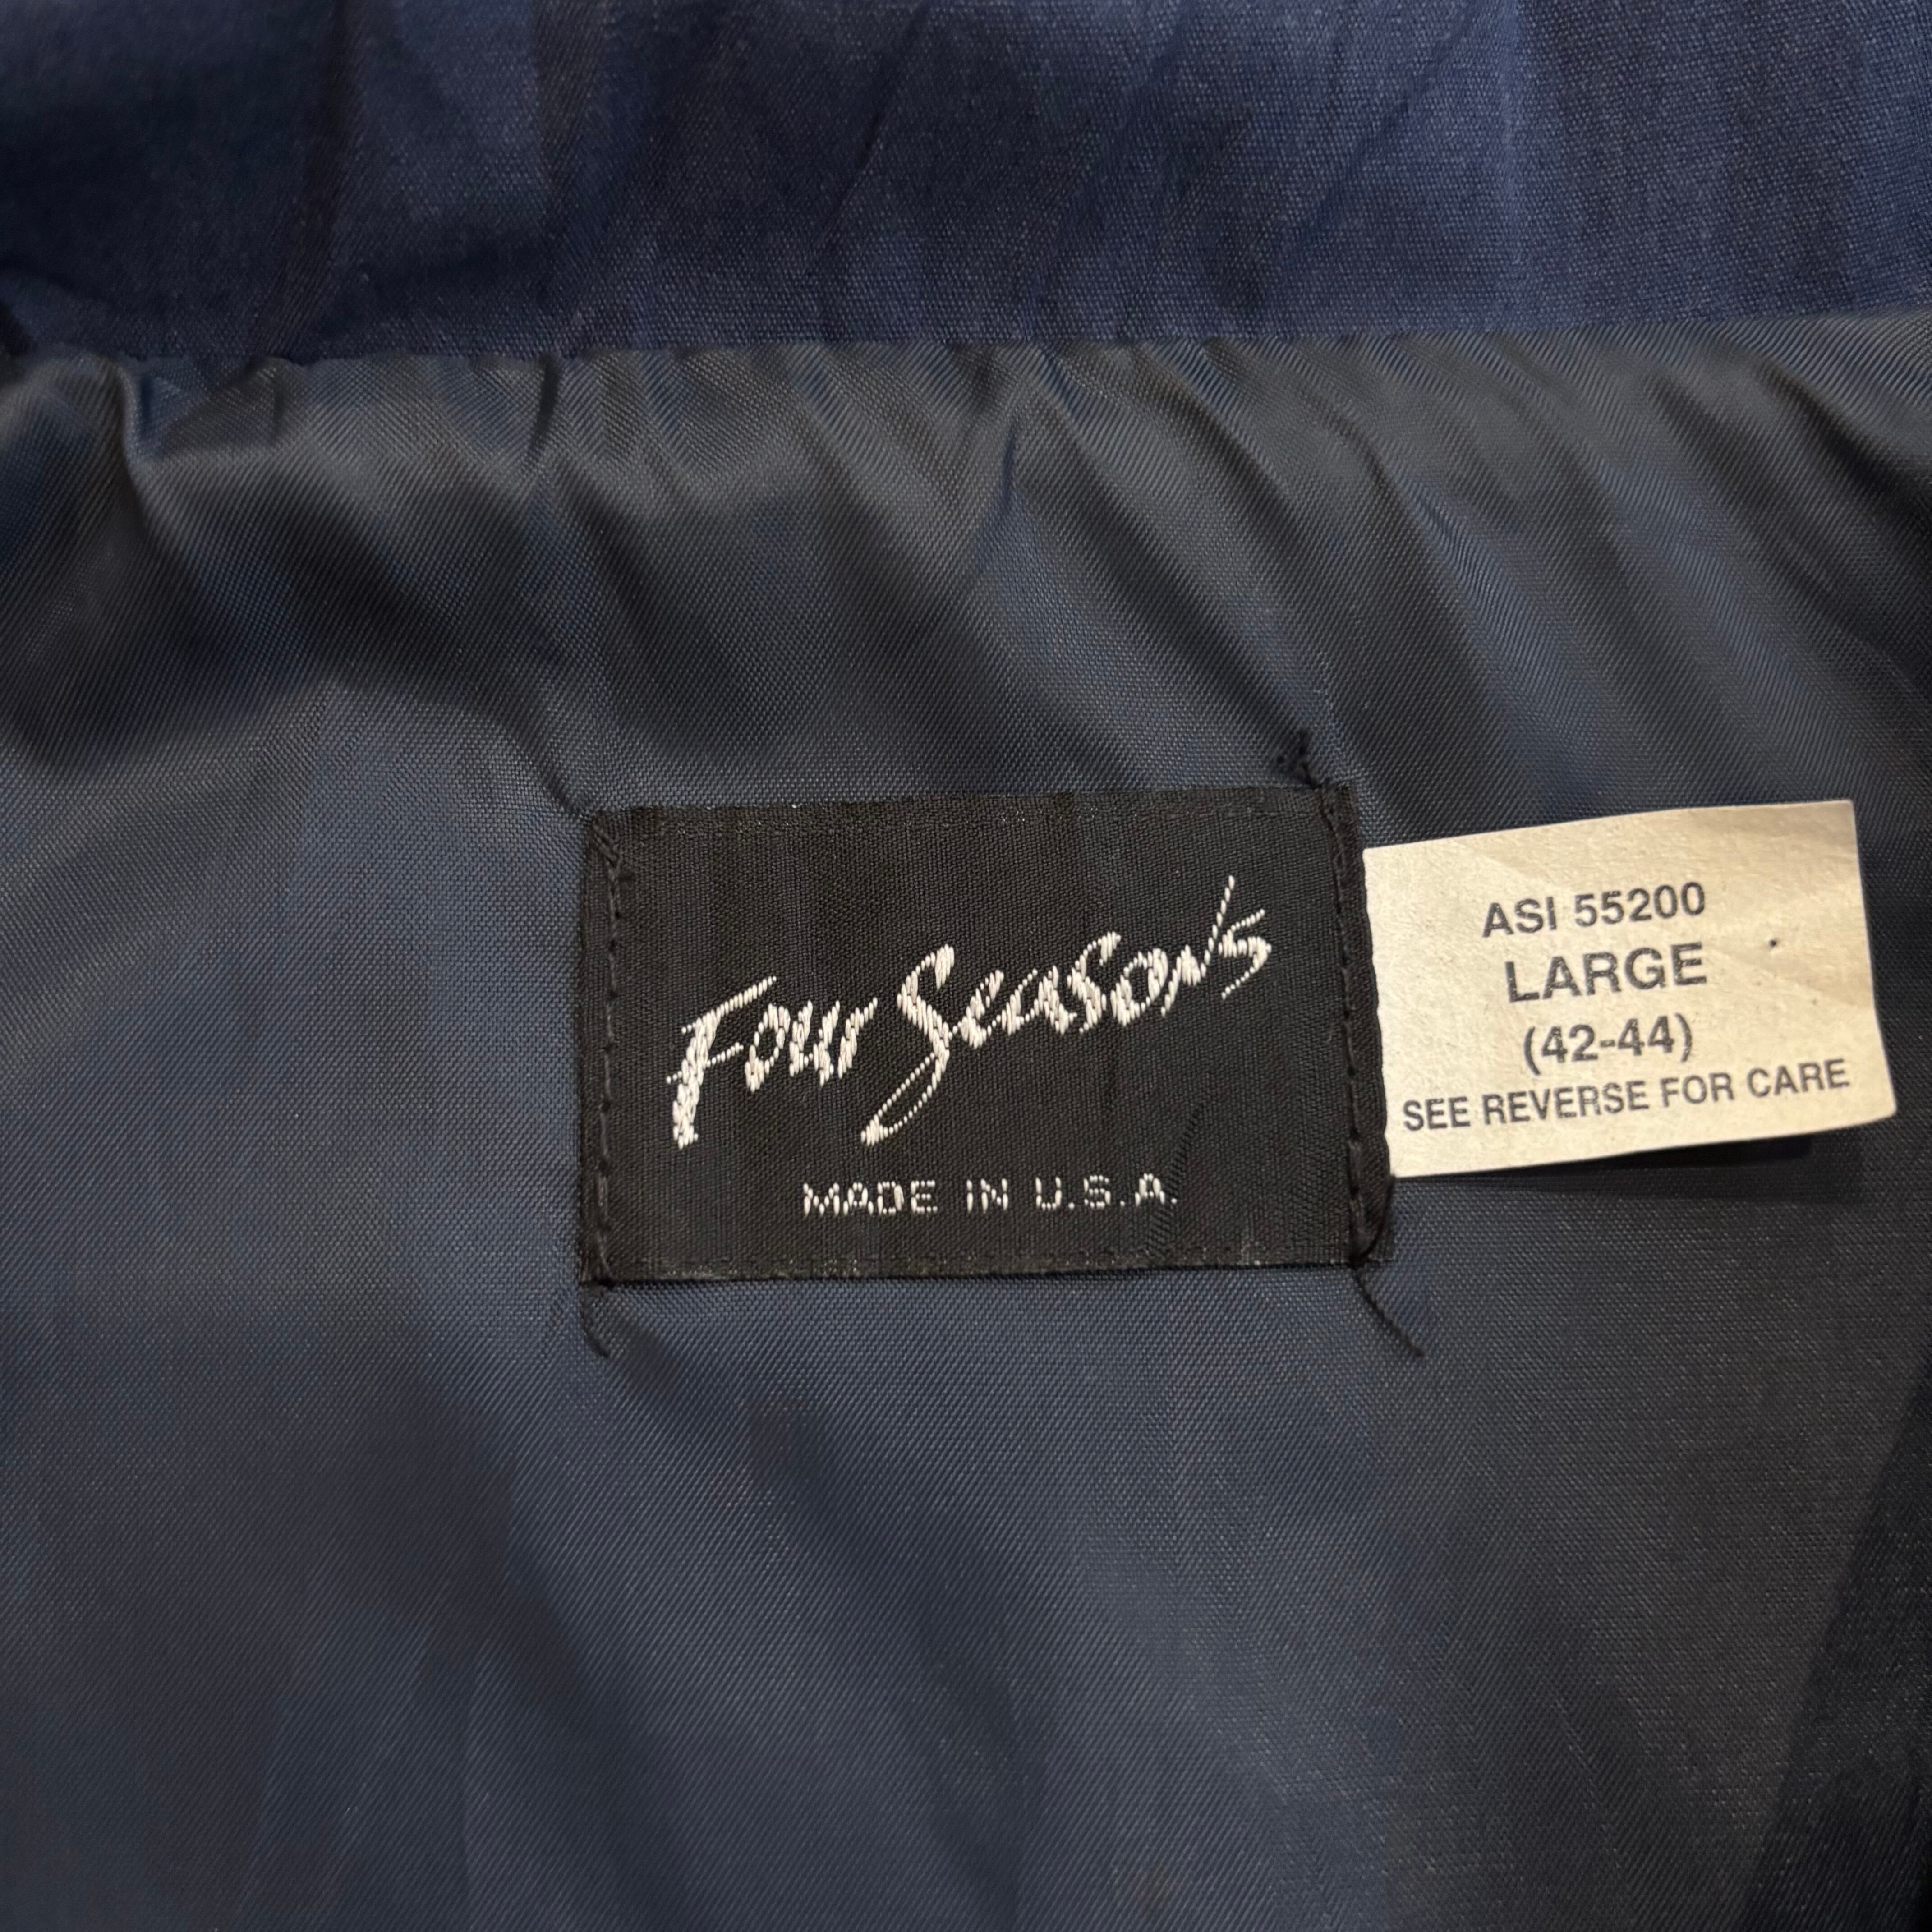 Four Seasons
MADE IN U.S.A.
ASI 55200
LARGE
(42-44)
SEE REVERSE FOR CARE